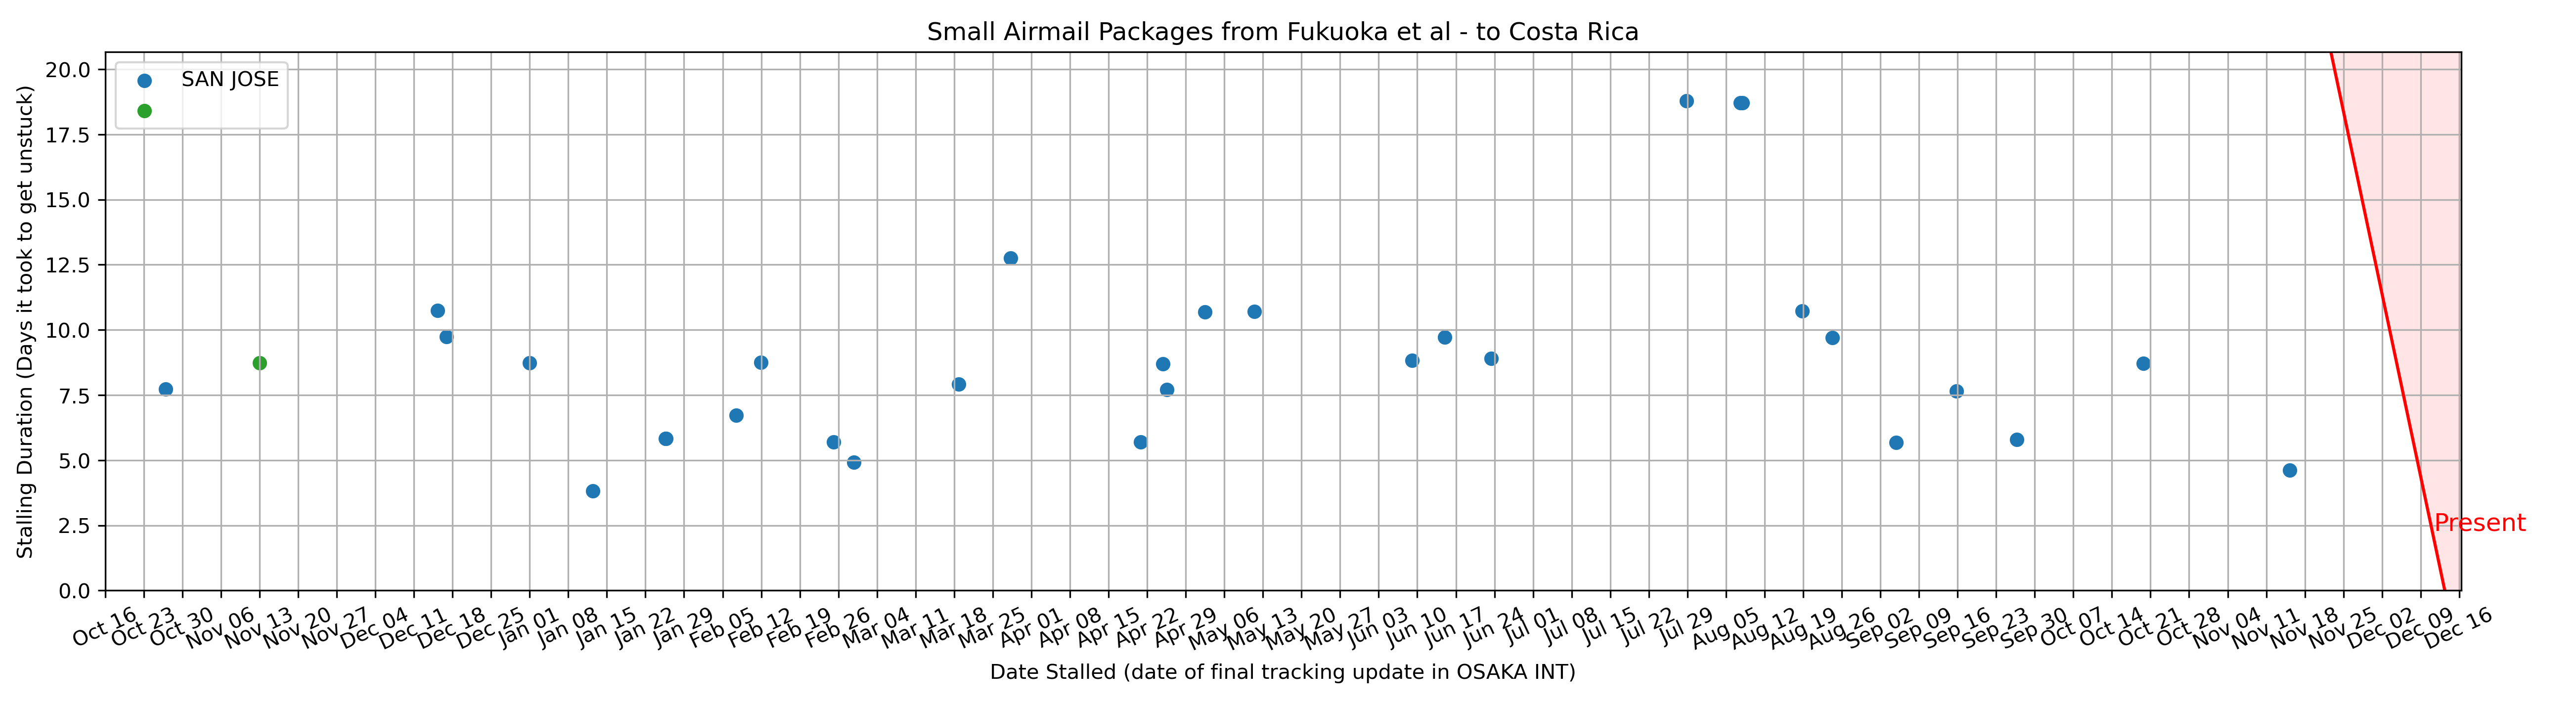 Small Airmail Packages from Fukuoka et al - to Costa Rica
SAN JOSE
Stalling Duration (Days it took to get unstuck)
20.0
17.5
15.0
12.5
10.0
7.5
5.0
2.5
0.0
Present
Oct 16
Oct 23
Oct 30
Nov 06
Nov 13
Nov 20
Nov 27
Dec 04
Dec 11
Dec 18
Dec 25
Jan 01
Jan 08
Jan 15
Jan 22
Jan 29
Feb 05
Feb 12
Feb 19
Feb 26
Mar 04
Mar 11
Mar 18
Mar 25
Apr 01
Apr 08
Apr 15
Apr 22
Apr 29
May 06
May 13
May 20
May 27
Jun 03
Jun 10
Jun 17
Jun 24
Jul 01
Jul 08
Jul 15
Jul 22
Jul 29
Aug 05
Aug 12
Aug 19
Aug 26
Sep 02
Sep 09
Sep 16
Sep 23
Sep 30
Oct 07
Oct 14
Oct 21
Oct 28
Nov 04
Nov 11
Nov 18
Nov 25
Dec 02
Dec 09
Dec 16
Date Stalled (date of final tracking update in OSAKA INT)